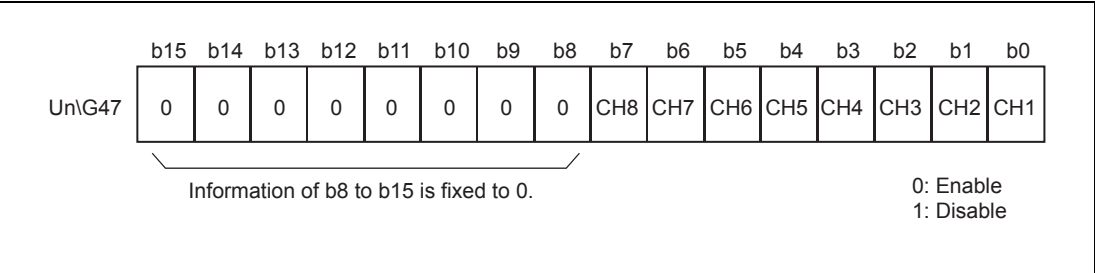 b15 b14 b13 b12 b11 b10 b9 b8 b7 b6 b5 b4 b3 b2 b1 b0
Un\G47 0 0 0 0 0 0 0 0 CH8 CH7 CH6 CH5 CH4 CH3 CH2 CH1
Information of b8 to b15 is fixed to 0.
0: Enable
1: Disable